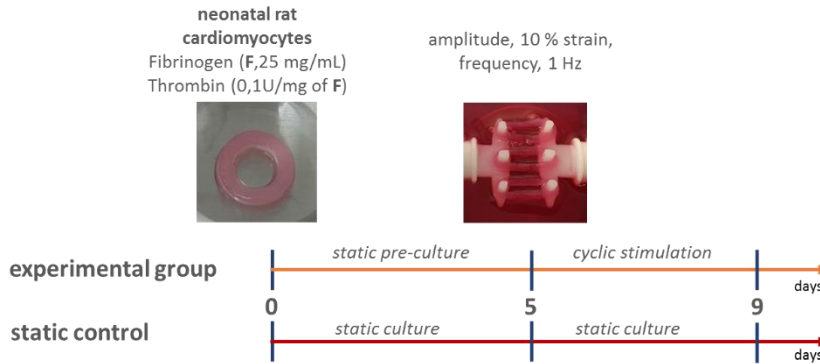 neonatal rat
cardiomyocytes
Fibrinogen (F,25 mg/mL)
Thrombin (0,1U/mg of F)
amplitude, 10 % strain,
frequency, 1 Hz
static pre-culture
cyclic stimulation
experimental group
days
0
5
9
static control
static culture
static culture
days